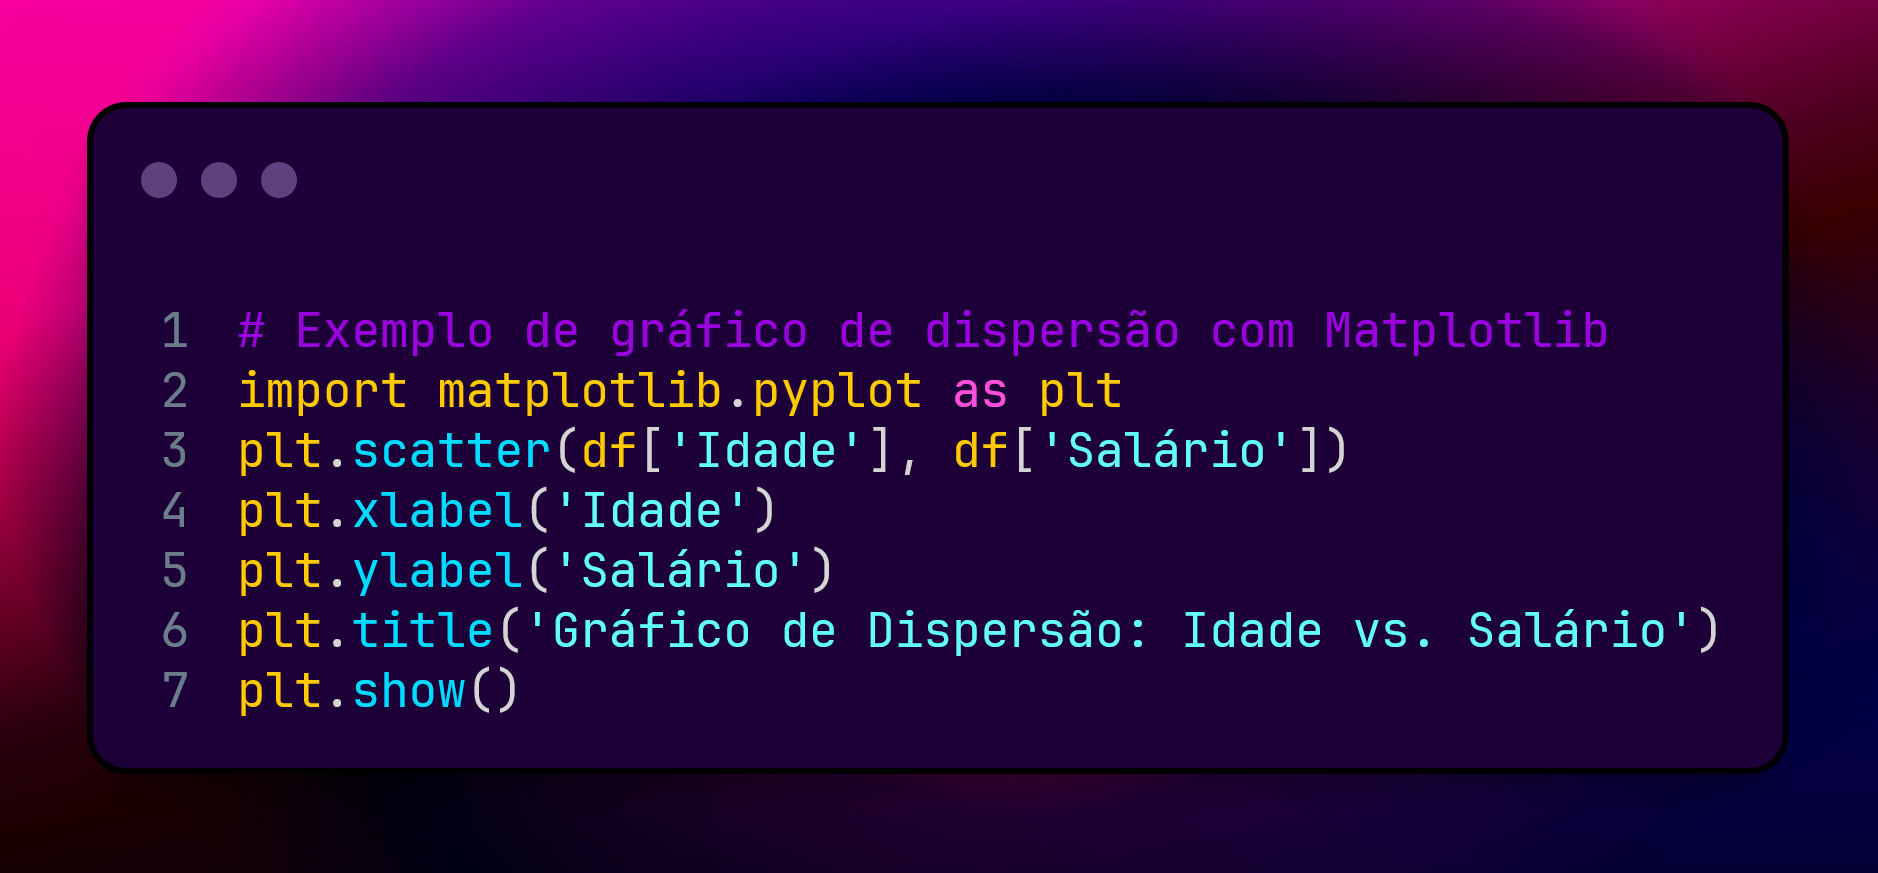 1 # Exemplo de gráfico de dispersão com Matplotlib
2 import matplotlib.pyplot as plt
3 plt.scatter(df['Idade'], df['Salário'])
4 plt.xlabel('Idade')
5 plt.ylabel('Salário')
6 plt.title('Gráfico de Dispersão: Idade vs. Salário')
7 plt.show()